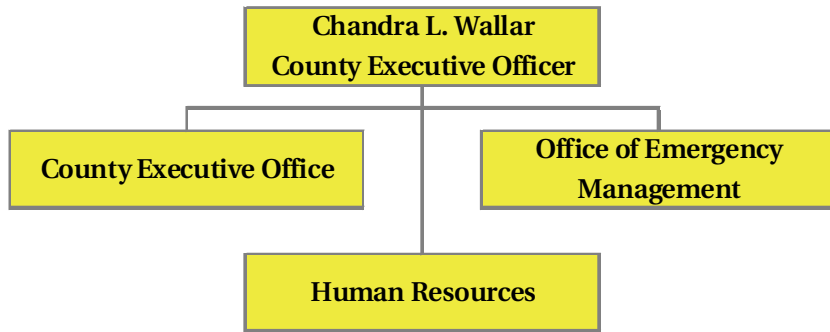 Chandra L. Wallar
County Executive Officer
County Executive Office
Office of Emergency
Management
Human Resources